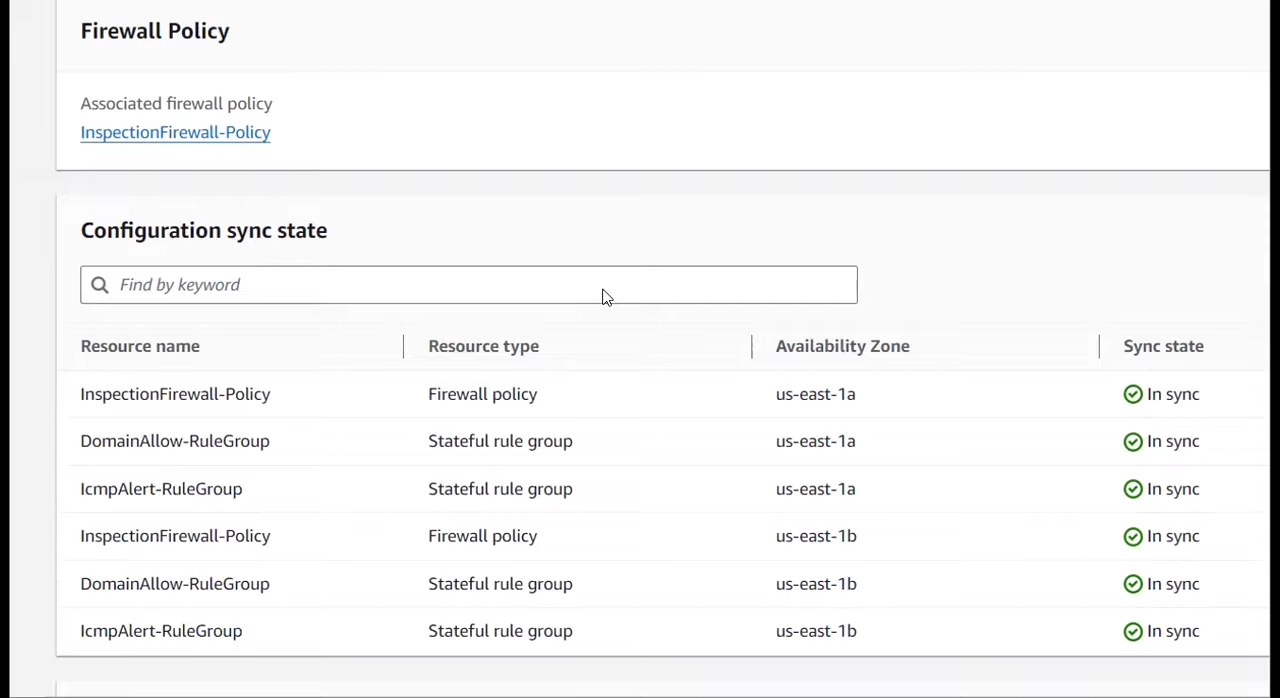 Firewall Policy
Associated firewall policy
InspectionFirewall-Policy
Configuration sync state
Find by keyword
Resource name Resource type Availability Zone Sync state
InspectionFirewall-Policy Firewall policy us-east-1a In sync
DomainAllow-RuleGroup Stateful rule group us-east-1a In sync
IcmpAlert-RuleGroup Stateful rule group us-east-1a In sync
InspectionFirewall-Policy Firewall policy us-east-1b In sync
DomainAllow-RuleGroup Stateful rule group us-east-1b In sync
IcmpAlert-RuleGroup Stateful rule group us-east-1b In sync